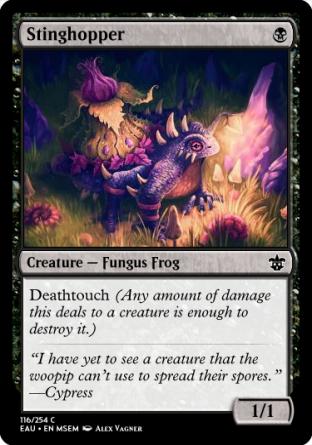 Stinghopper
Creature — Fungus Frog
Deathtouch (Any amount of damage
this deals to a creature is enough to
destroy it.)
“I have yet to see a creature that the
woopip can't use to spread their spores.”
—Cypress
1/1
116/254 C
EAU • EN MSEM Alex Vagner